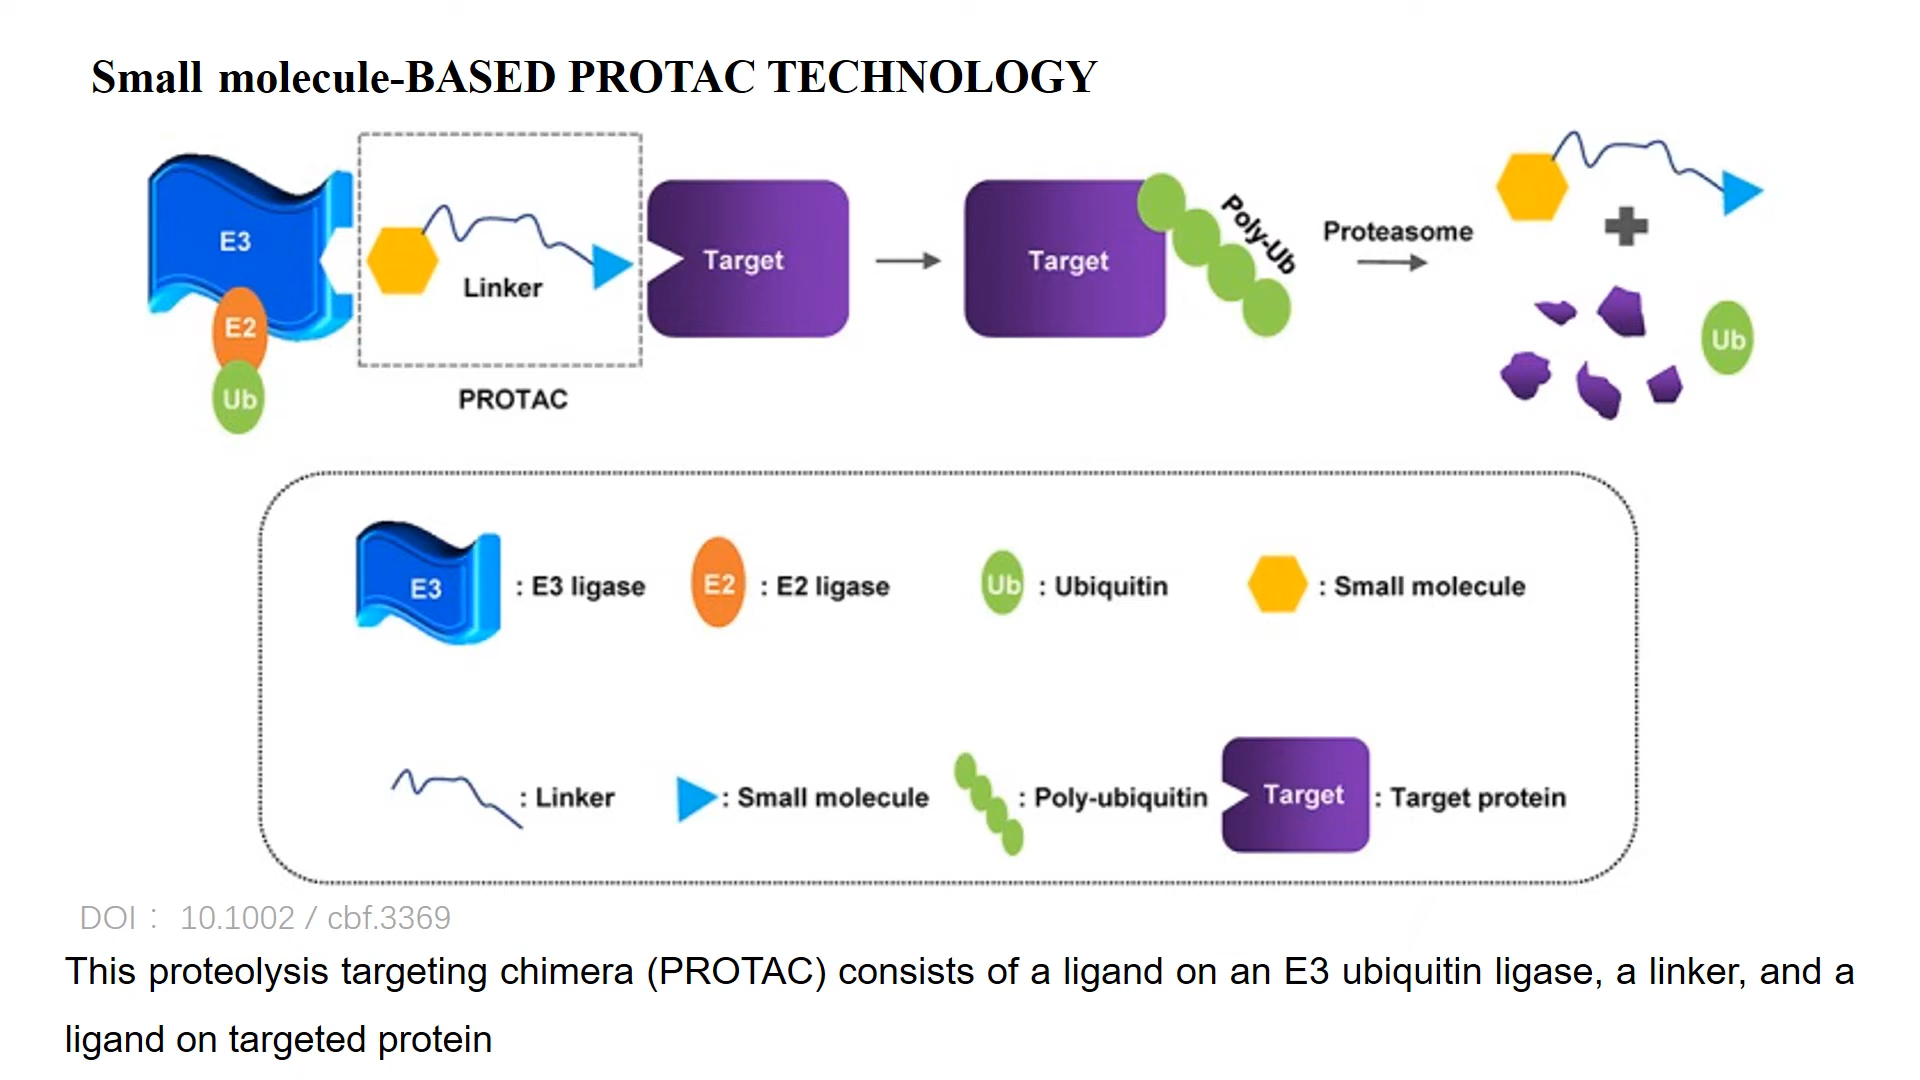 Small molecule-BASED PROTAC TECHNOLOGY
E3
E2
Ub
Linker
PROTAC
Target
Target
Poly-Ub
Proteasome
Ub
E3
: E3 ligase
E2
: E2 ligase
Ub
: Ubiquitin
: Small molecule
: Linker
: Small molecule
: Poly-ubiquitin
Target
: Target protein
DOI： 10.1002 / cbf.3369
This proteolysis targeting chimera (PROTAC) consists of a ligand on an E3 ubiquitin ligase, a linker, and a
ligand on targeted protein